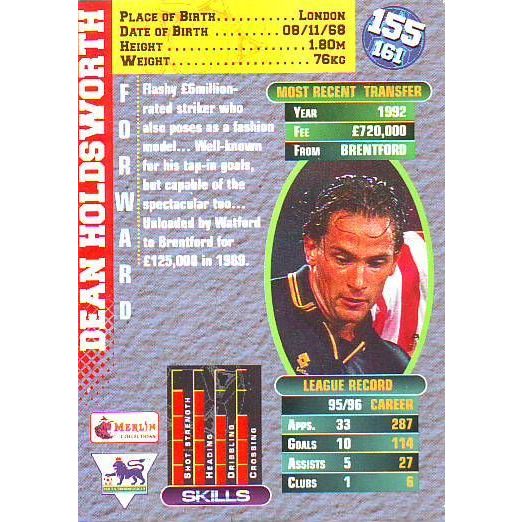 PLACE OF BIRTH........... LONDON
DATE OF BIRTH ........ 08/11/68
HEIGHT .................... 1.80M
WEIGHT.................... 76KG
155
161
DEAN HOLDSWORTH
FORWARD
Flashy £6million-
rated striker who
also poses as a fashion
model... Well-known
for his tap-in goals,
but capable of the
spectacular too...
Unloaded by Watford
to Brentford for
£125,000 in 1989.
MOST RECENT TRANSFER
YEAR 1992
FEE £720,000
FROM BRENTFORD
LEAGUE RECORD
95/96 CAREER
APPS. 33 287
GOALS 10 114
ASSISTS 5 27
CLUBS 1 6
SHOT STRENGTH
HEADING
DRIBBLING
CROSSING
SKILLS
MERLIN
COLLECTIONS